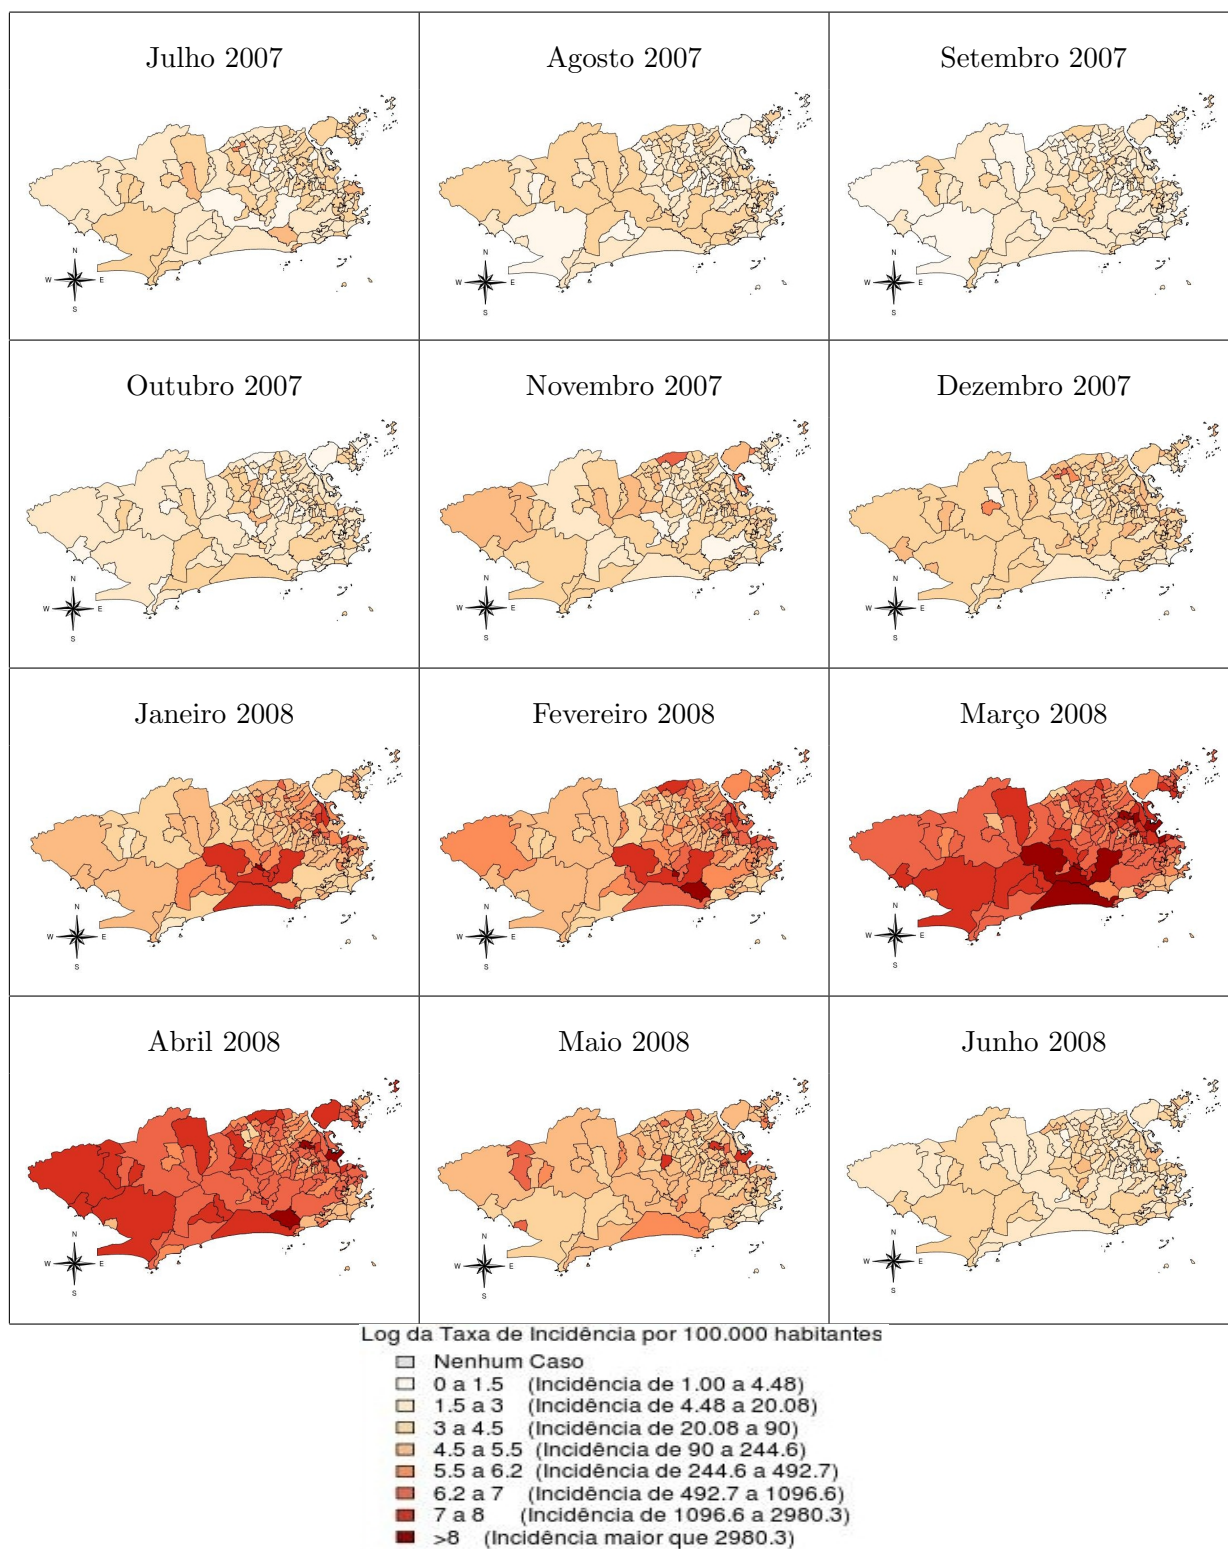 Julho 2007
Agosto 2007
Setembro 2007
N
W E
S
N
W E
S
N
W E
S
Outubro 2007
Novembro 2007
Dezembro 2007
N
W E
S
N
W E
S
N
W E
S
Janeiro 2008
Fevereiro 2008
Março 2008
N
W E
S
N
W E
S
N
W E
S
Abril 2008
Maio 2008
Junho 2008
N
W E
S
N
W E
S
N
W E
S
Log da Taxa de Incidência por 100.000 habitantes
Nenhum Caso
0 a 1.5 (Incidência de 1.00 a 4.48)
1.5 a 3 (Incidência de 4.48 a 20.08)
3 a 4.5 (Incidência de 20.08 a 90)
4.5 a 5.5 (Incidência de 90 a 244.6)
5.5 a 6.2 (Incidência de 244.6 a 492.7)
6.2 a 7 (Incidência de 492.7 a 1096.6)
7 a 8 (Incidência de 1096.6 a 2980.3)
>8 (Incidência maior que 2980.3)